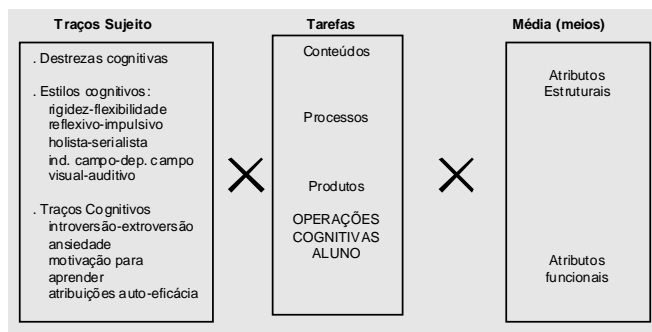 Traços Sujeito
. Destrezas cognitivas
. Estilos cognitivos:
rigidez-flexibilidade
reflexivo-impulsivo
holista-serialista
ind. campo-dep. campo
visual-auditivo
. Traços Cognitivos
introversão-extroversão
ansiedade
motivação para
aprender
atribuições auto-eficácia
Tarefas
Conteúdos
Processos
Produtos
OPERAÇÕES
COGNITIVAS
ALUNO
Média (meios)
Atributos
Estruturais
Atributos
funcionais